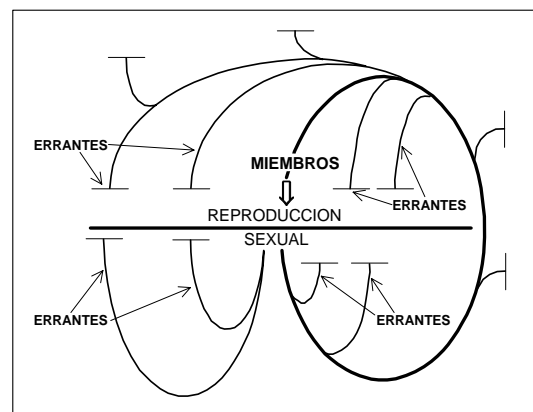 ERRANTES
MIEMBROS
ERRANTES
REPRODUCCION
SEXUAL
ERRANTES
ERRANTES